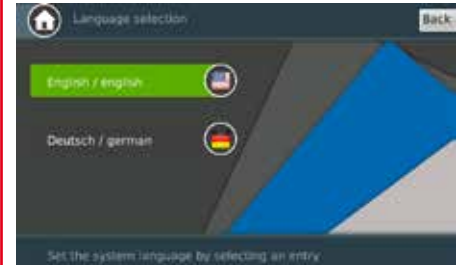 Language selection
Back
English / english
Deutsch / german
Set the system language by selecting an entry